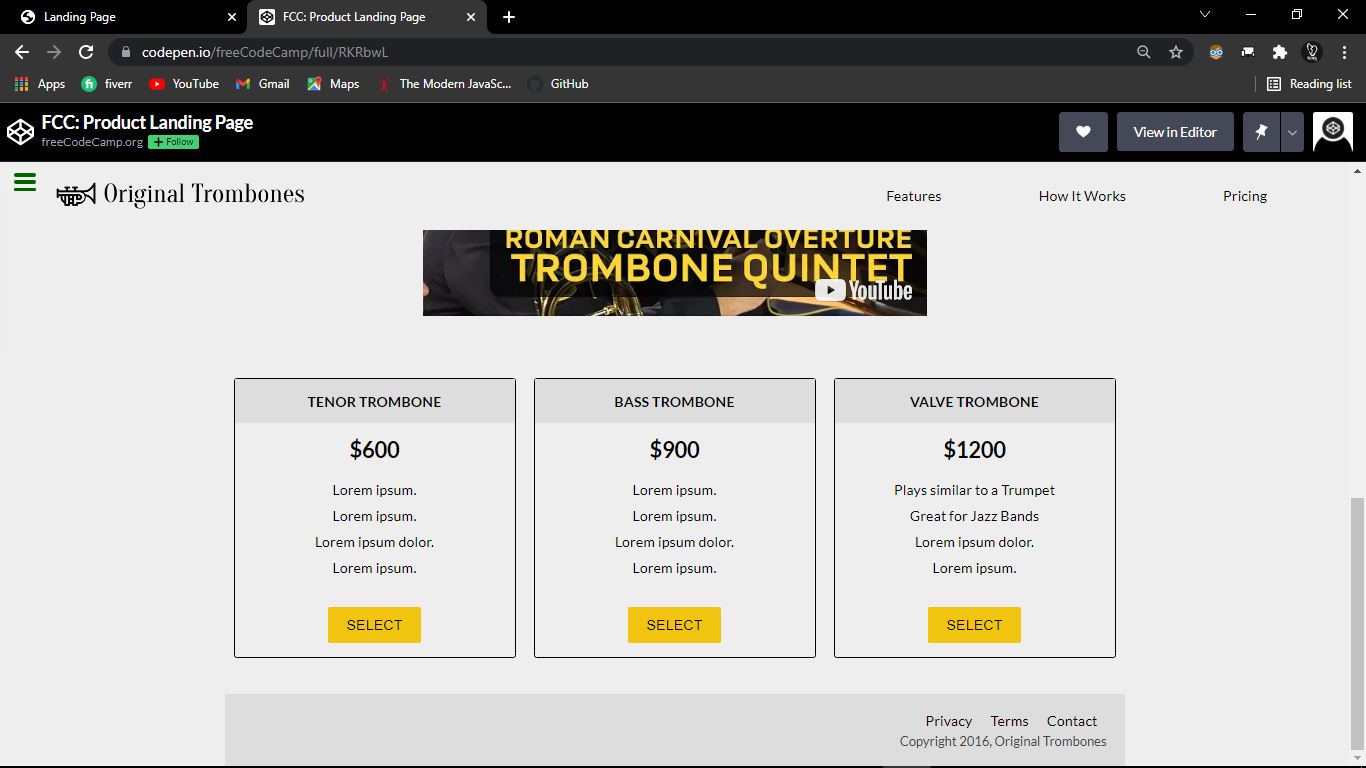 Landing Page
FCC: Product Landing Page
codepen.io/freeCodeCamp/full/RKRbwL
Apps
fiverr
YouTube
Gmail
Maps
The Modern JavaSc...
GitHub
Reading list
FCC: Product Landing Page
freeCodeCamp.org
+ Follow
View in Editor
Original Trombones
Features
How It Works
Pricing
ROMAN CARNIVAL OVERTURE
TROMBONE QUINTET
YouTube
TENOR TROMBONE
$600
Lorem ipsum.
Lorem ipsum.
Lorem ipsum dolor.
Lorem ipsum.
SELECT
BASS TROMBONE
$900
Lorem ipsum.
Lorem ipsum.
Lorem ipsum dolor.
Lorem ipsum.
SELECT
VALVE TROMBONE
$1200
Plays similar to a Trumpet
Great for Jazz Bands
Lorem ipsum dolor.
Lorem ipsum.
SELECT
Privacy Terms Contact
Copyright 2016, Original Trombones